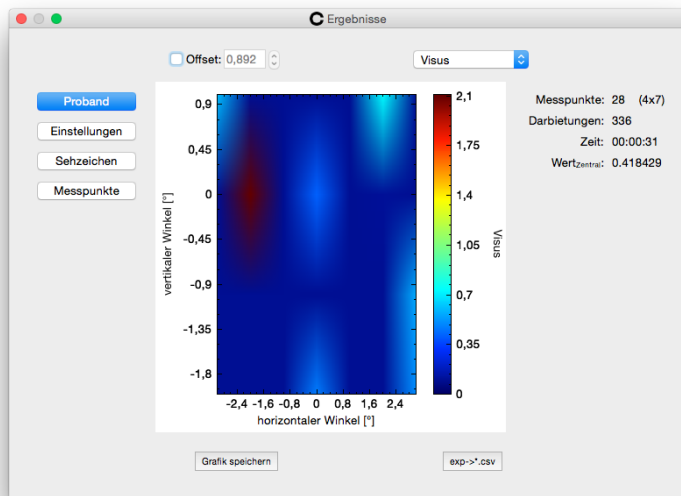 Ergebnisse
Offset: 0,892
Visus
Proband
Einstellungen
Sehzeichen
Messpunkte
Messpunkte: 28 (4x7)
Darbietungen: 336
Zeit: 00:00:31
WertZentral: 0.418429
vertikaler Winkel [°]
0,9
0,45
0
-0,45
-0,9
-1,35
-1,8
-2,4 -1,6 -0,8 0 0,8 1,6 2,4
horizontaler Winkel [°]
2,1
1,75
1,4
1,05
0,7
0,35
0
Visus
Grafik speichern
exp->*.csv